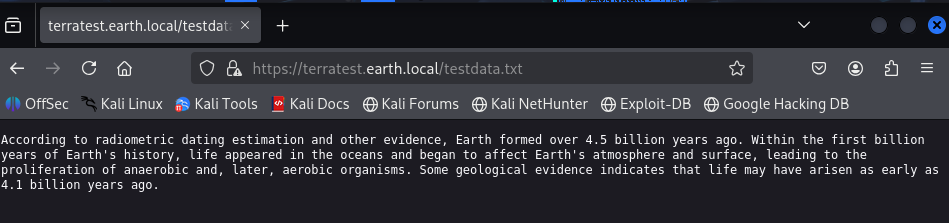 terratest.earth.local/testdata
https://terratest.earth.local/testdata.txt
OffSec Kali Linux Kali Tools Kali Docs Kali Forums Kali NetHunter Exploit-DB Google Hacking DB
According to radiometric dating estimation and other evidence, Earth formed over 4.5 billion years ago. Within the first billion
years of Earth's history, life appeared in the oceans and began to affect Earth's atmosphere and surface, leading to the
proliferation of anaerobic and, later, aerobic organisms. Some geological evidence indicates that life may have arisen as early as
4.1 billion years ago.